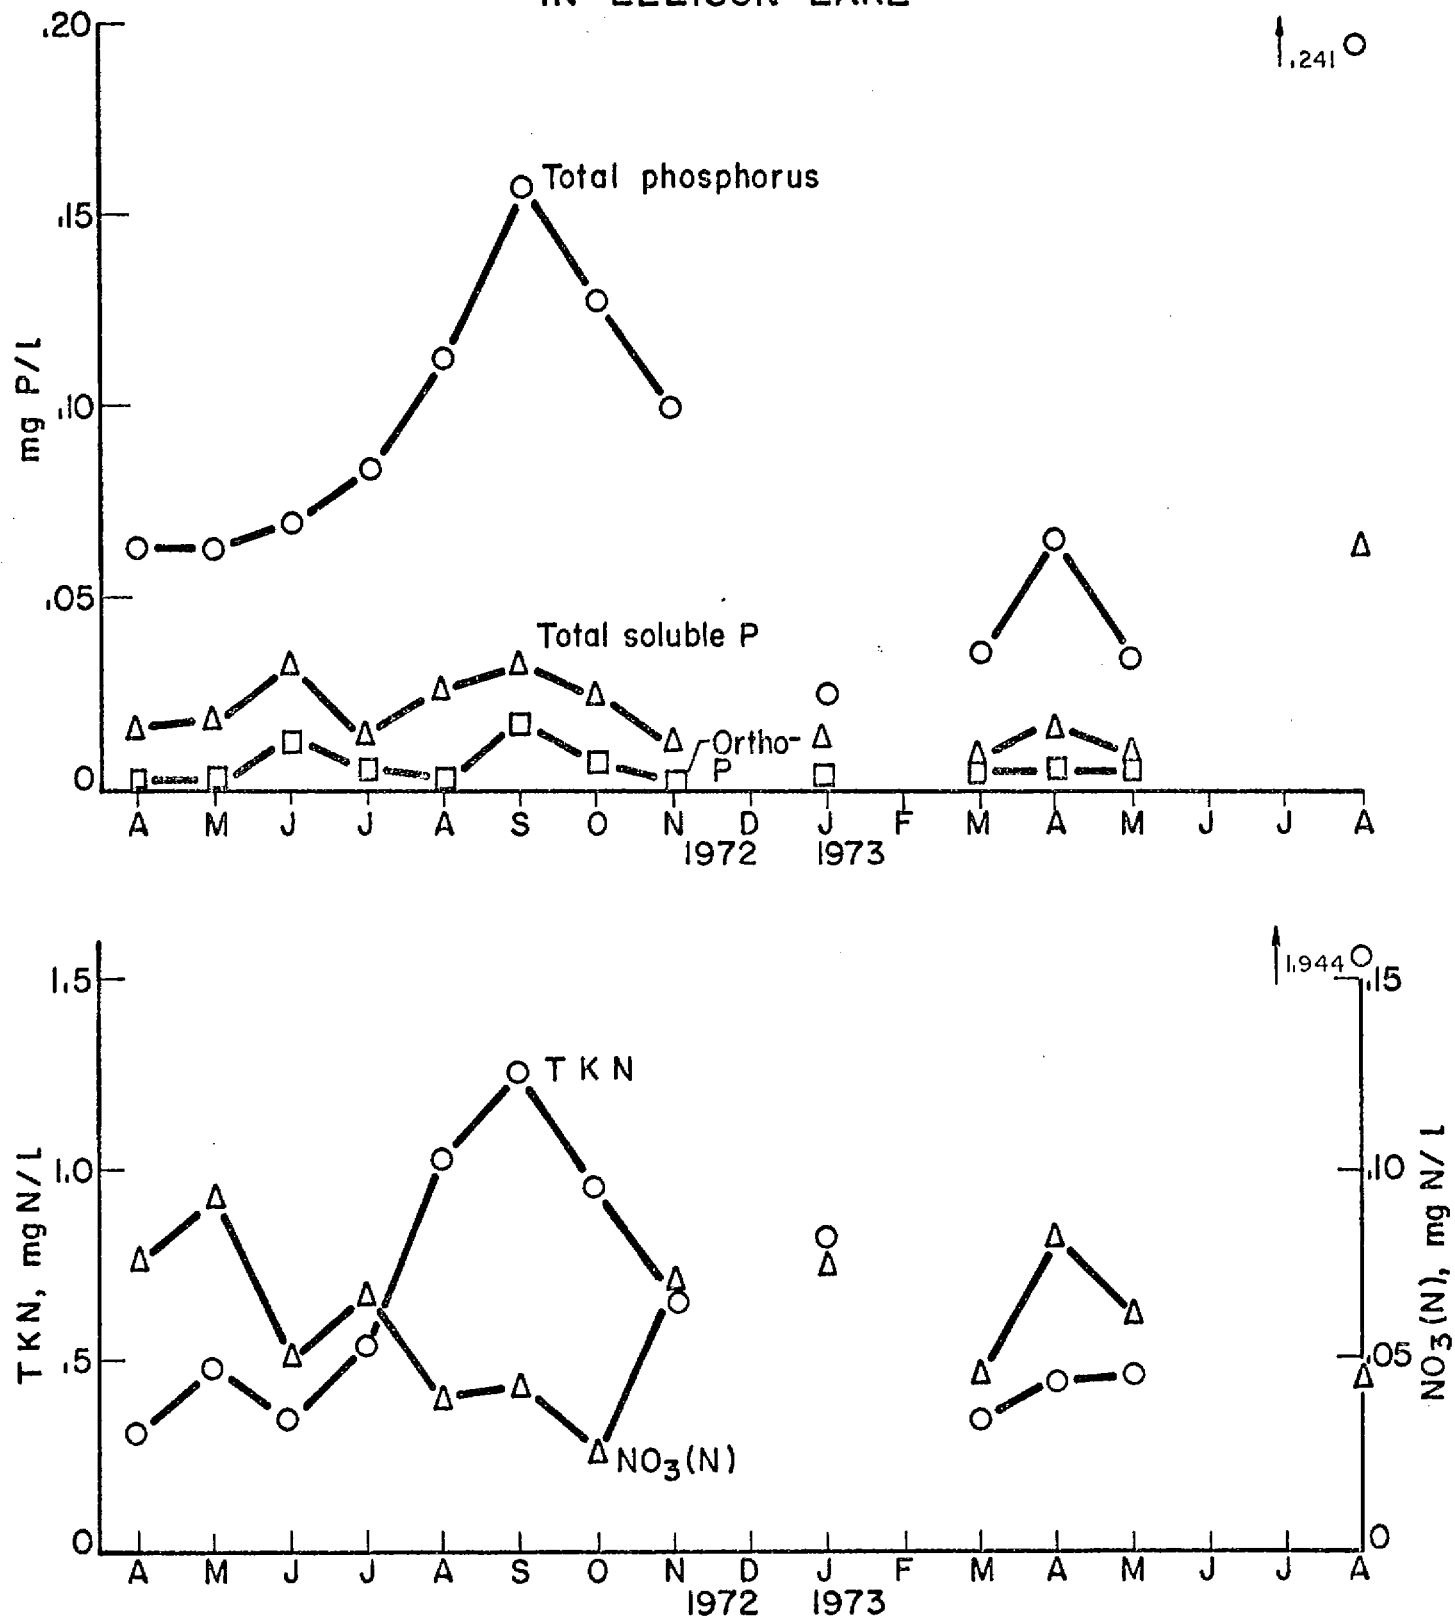 .20
.241
Total phosphorus
.15
mg P/l
.10
.05
Total soluble P
Ortho-
P
0
A M J J A S O N D J F M A M J J A
1972 1973
1.944
1.5 .15
TKN
TKN, mgN/l
1.0 .10
NO3(N), mg N/l
.5 .05
NO3(N)
0 0
A M J J A S O N D J F M A M J J A
1972 1973